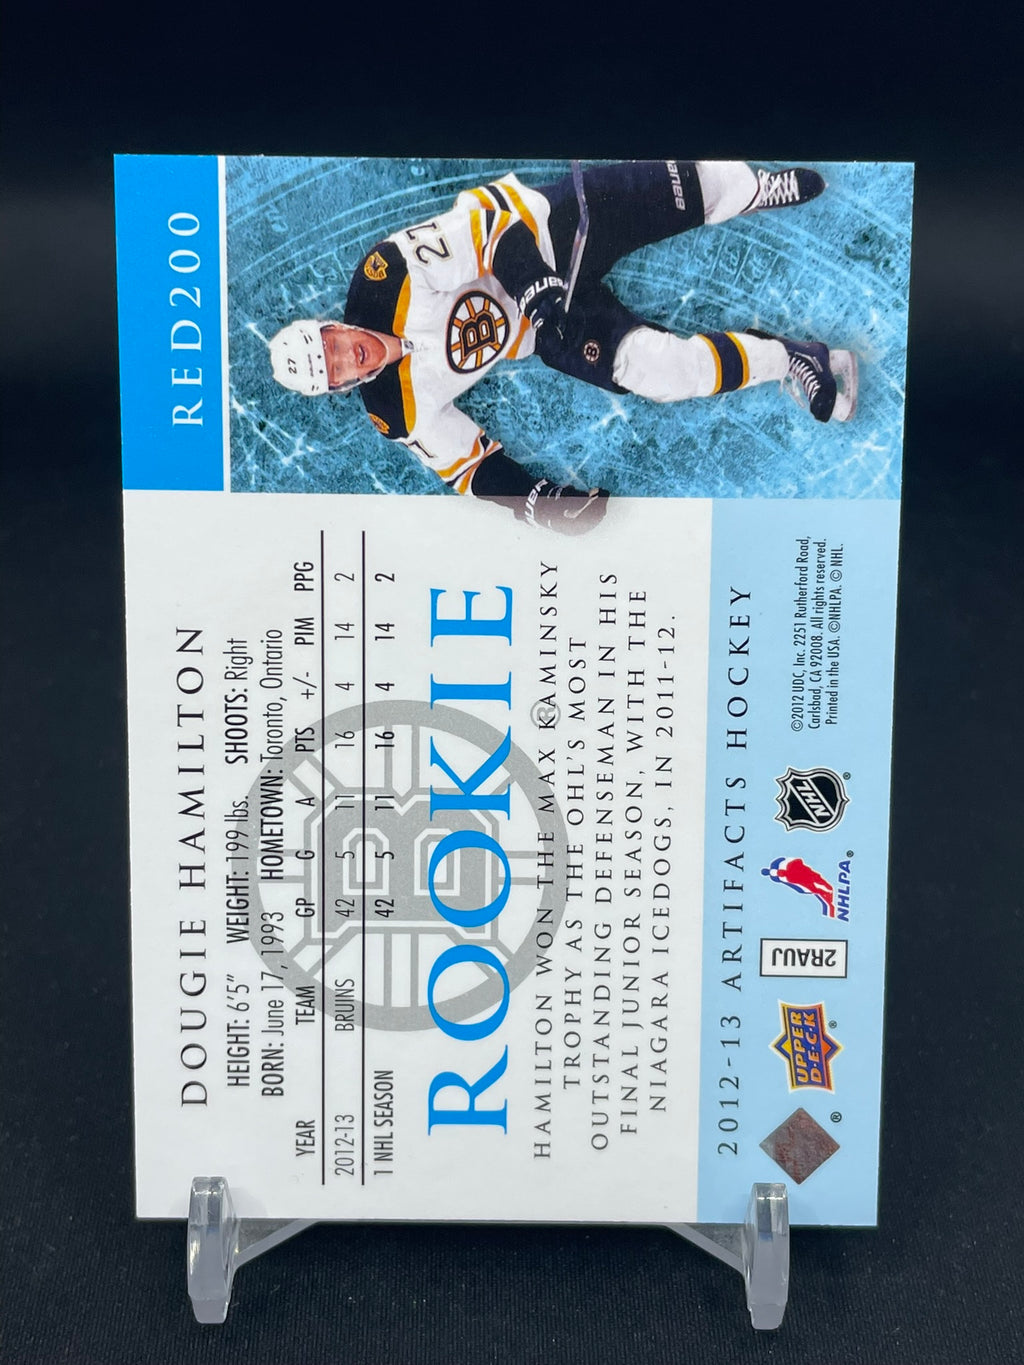 RED200
DOUGIE HAMILTON
HEIGHT: 6'5" WEIGHT: 199 lbs. SHOOTS: Right
BORN: June 17, 1993 HOMETOWN: Toronto, Ontario
YEAR TEAM GP G A PTS +/- PIM PPG
2012-13 BRUINS 42 5 11 16 4 14 2
1 NHL SEASON 42 5 11 16 4 14 2
ROOKIE
HAMILTON WON THE MAX KAMINSKY
TROPHY AS THE OHL'S MOST
OUTSTANDING DEFENSEMAN IN HIS
FINAL JUNIOR SEASON, WITH THE
NIAGARA ICEDOGS, IN 2011-12.
2012-13 ARTIFACTS HOCKEY
UPPER
D·E·C·K
®
2RAUJ
NHLPA®
NHL
®
©2012 UDC, Inc. 2251 Rutherford Road,
Carlsbad, CA 92008. All rights reserved.
Printed in the USA. ©NHLPA. © NHL.
27
27
B
B
®